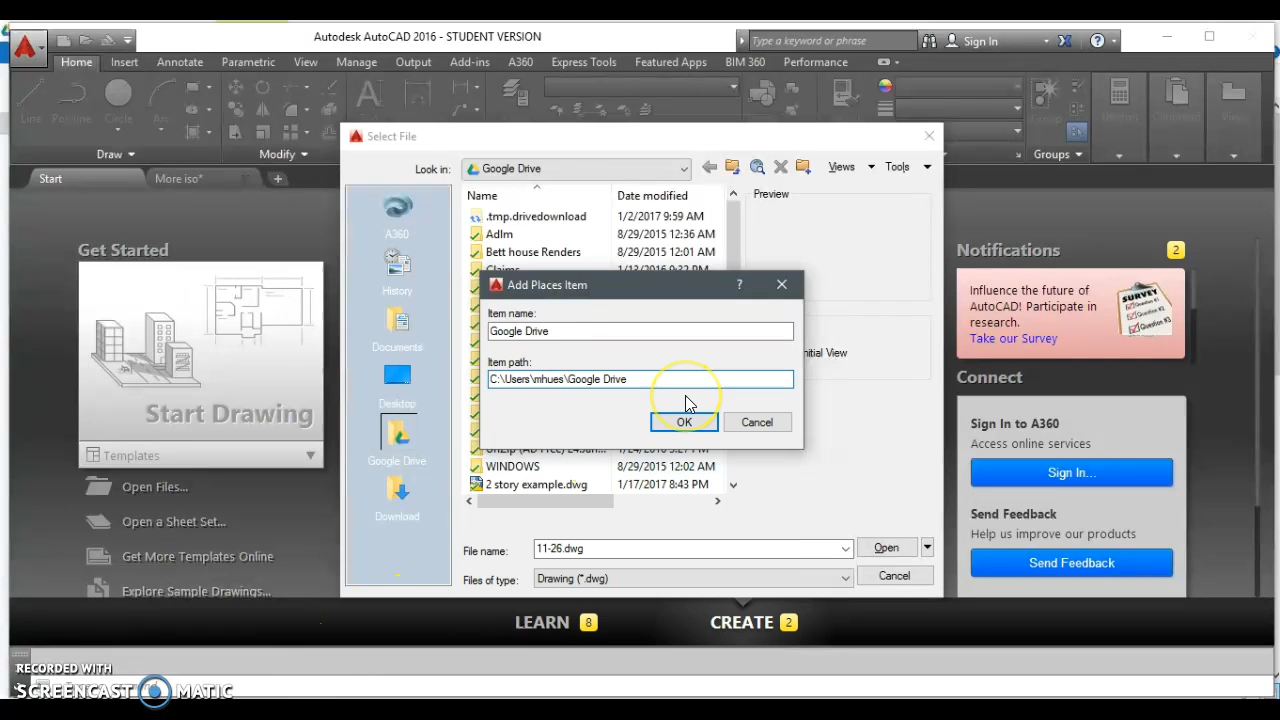 Autodesk AutoCAD 2016 - STUDENT VERSION
Type a keyword or phrase
Sign In
Home
Insert
Annotate
Parametric
View
Manage
Output
Add-ins
A360
Express Tools
Featured Apps
BIM 360
Performance
Line
Polyline
Circle
Arc
Draw
Modify
Group
Groups
Start
More iso*
Select File
Look in:
Google Drive
Views
Tools
Name
Date modified
Preview
.tmp.drivedownload 1/2/2017 9:59 AM
Adlm 8/29/2015 12:36 AM
Bett house Renders 8/29/2015 12:01 AM
A360
History
Documents
Desktop
Google Drive
Download
Add Places Item
Item name:
Google Drive
Item path:
C:\Users\mhues\Google Drive
OK
Cancel
Initial View
WINDOWS 8/29/2015 12:02 AM
2 story example.dwg 1/17/2017 8:43 PM
File name:
11-26.dwg
Open
Files of type:
Drawing (*.dwg)
Cancel
Get Started
Start Drawing
Templates
Open Files...
Open a Sheet Set...
Get More Templates Online
Explore Sample Drawings...
Notifications
2
Influence the future of
AutoCAD! Participate in
research.
Take our Survey
SURVEY
Connect
Sign In to A360
Access online services
Sign In...
Send Feedback
Help us improve our products
Send Feedback
LEARN 8
CREATE 2
RECORDED WITH
SCREENCAST MATIC